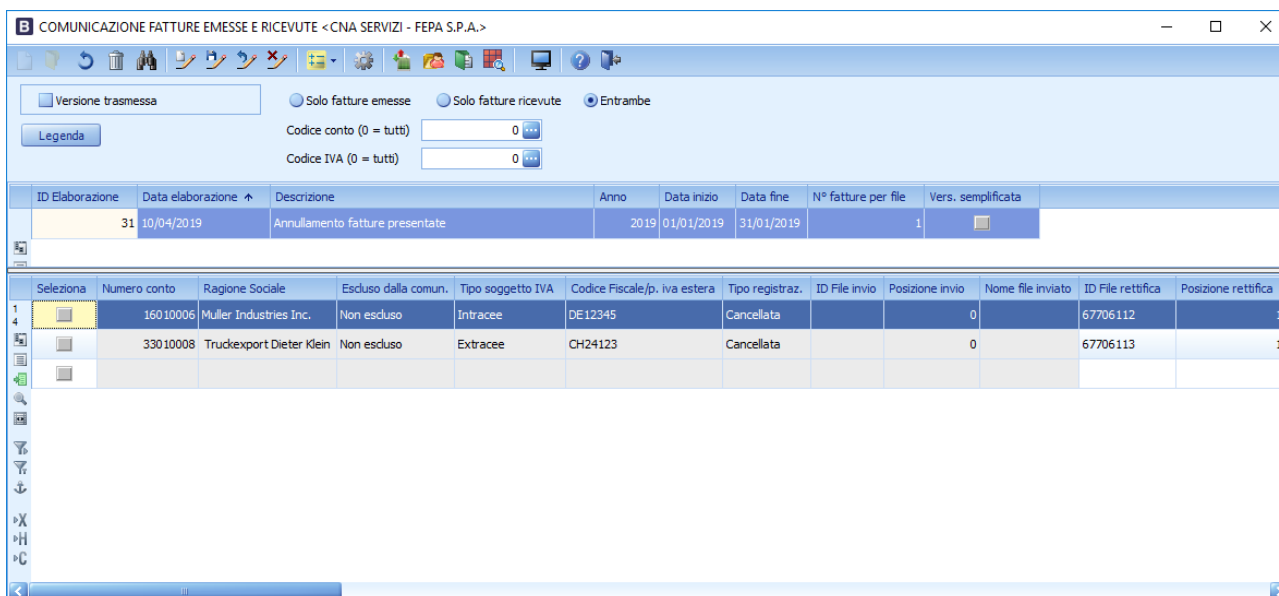 B COMUNICAZIONE FATTURE EMESSE E RICEVUTE <CNA SERVIZI - FEPA S.P.A.>
Versione trasmessa Solo fatture emesse Solo fatture ricevute Entrambe
Legenda Codice conto (0 = tutti) 0
Codice IVA (0 = tutti) 0
ID Elaborazione Data elaborazione Descrizione Anno Data inizio Data fine N° fatture per file Vers. semplificata
31 10/04/2019 Annullamento fatture presentate 2019 01/01/2019 31/01/2019 1
Seleziona Numero conto Ragione Sociale Escluso dalla comun. Tipo soggetto IVA Codice Fiscale/p. iva estera Tipo registraz. ID File invio Posizione invio Nome file inviato ID File rettifica Posizione rettifica
1
4
16010006 Muller Industries Inc. Non escluso Intracee DE12345 Cancellata 0 67706112 1
33010008 Truckexport Dieter Klein Non escluso Extracee CH24123 Cancellata 0 67706113 1
X
H
C